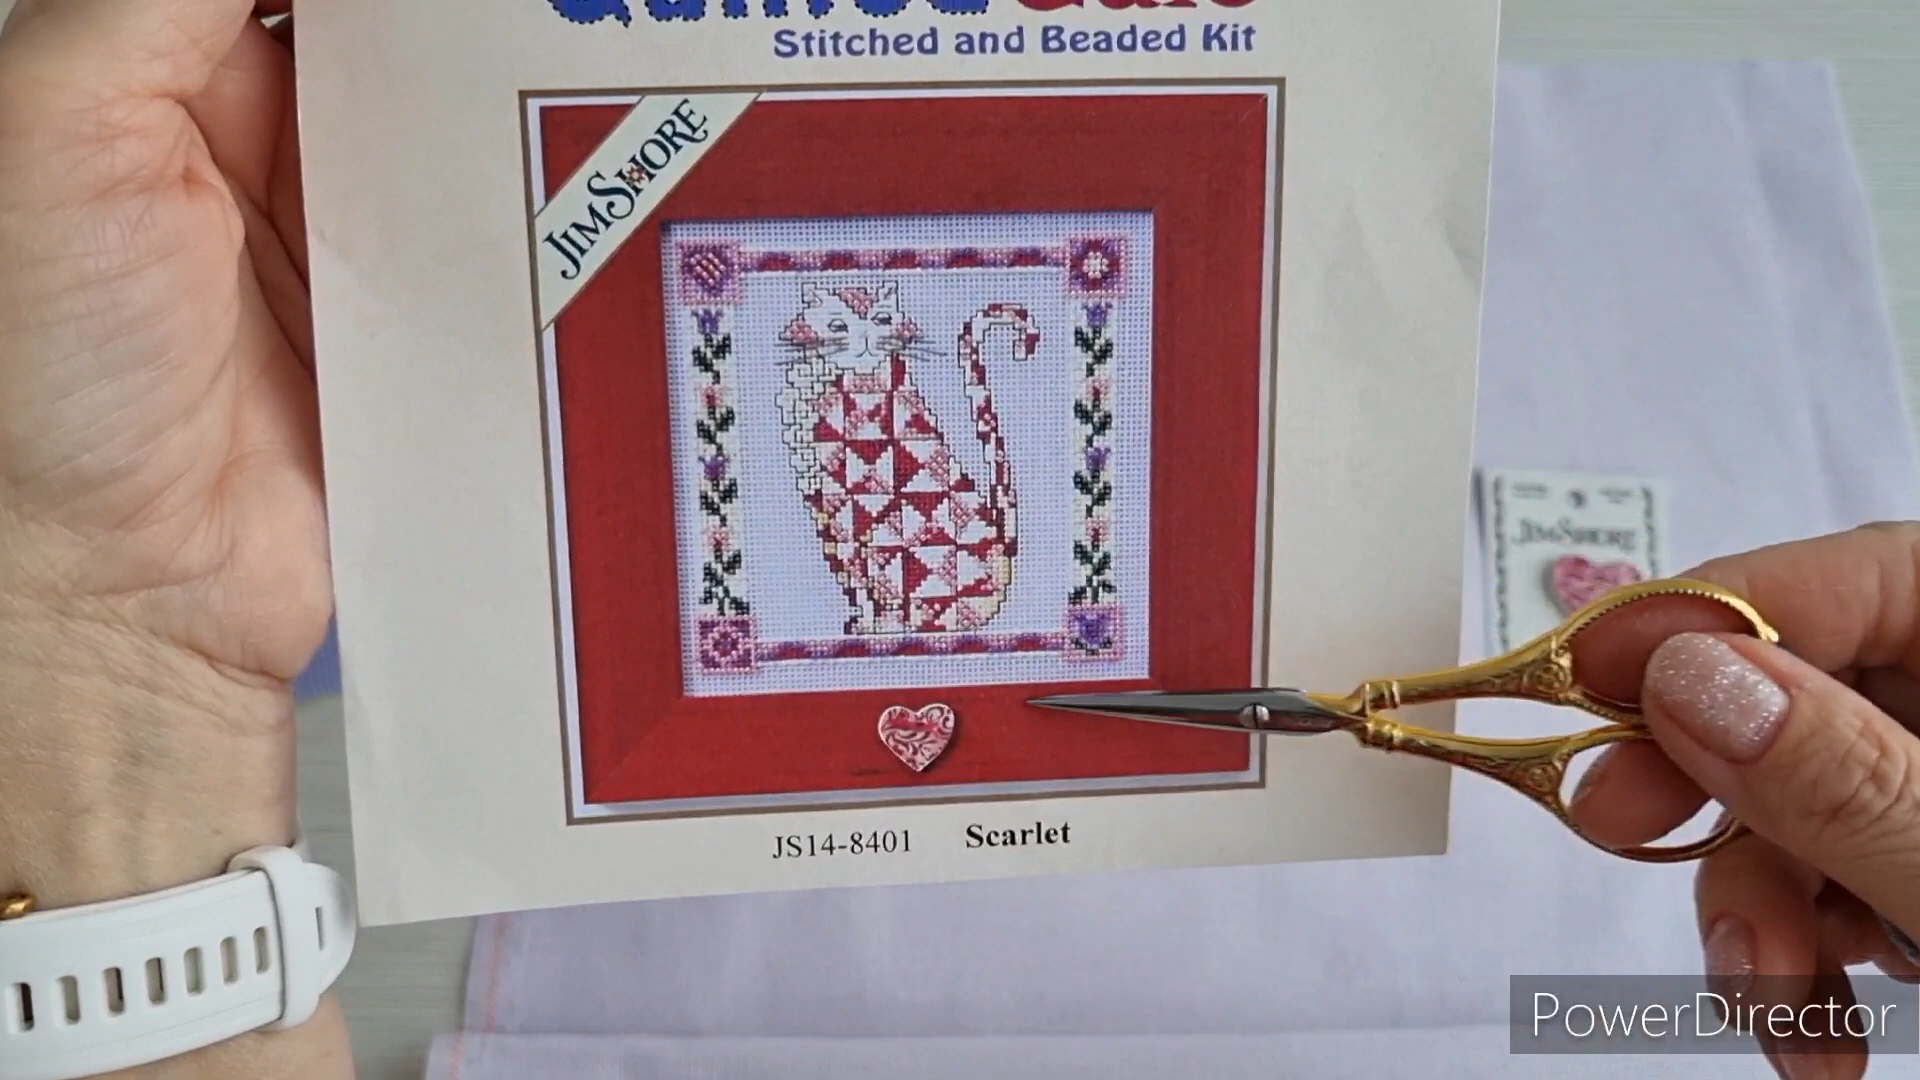 Stitched and Beaded Kit
JIM SHORE
JIM SHORE
JS14-8401 Scarlet
PowerDirector